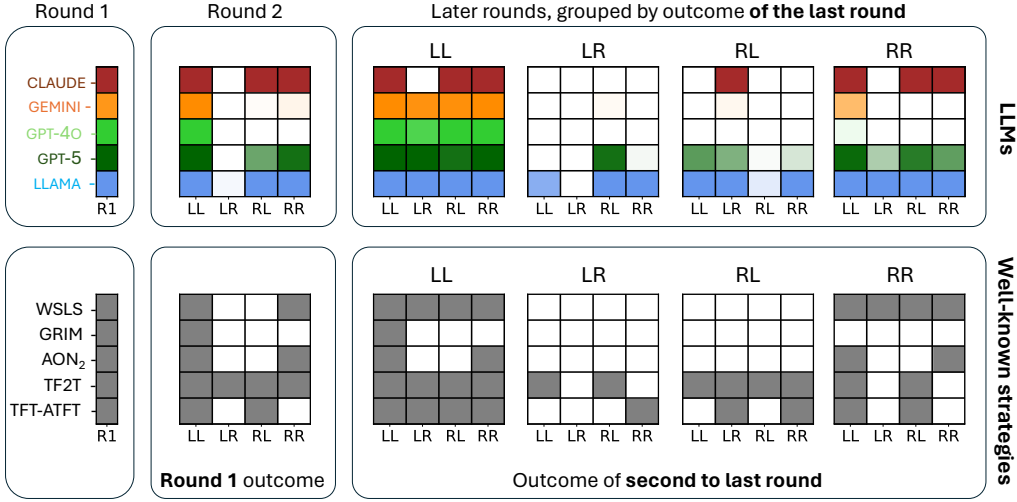 Round 1
Round 2
Later rounds, grouped by outcome of the last round
LL LR RL RR
CLAUDE
GEMINI
GPT-4O
GPT-5
LLAMA
R1
LL LR RL RR
LL LR RL RR
LL LR RL RR
LL LR RL RR
LL LR RL RR
LLMs
LL LR RL RR
WSLS
GRIM
AON2
TF2T
TFT-ATFT
R1
LL LR RL RR
LL LR RL RR
LL LR RL RR
LL LR RL RR
LL LR RL RR
Round 1 outcome
Outcome of second to last round
Well-known strategies